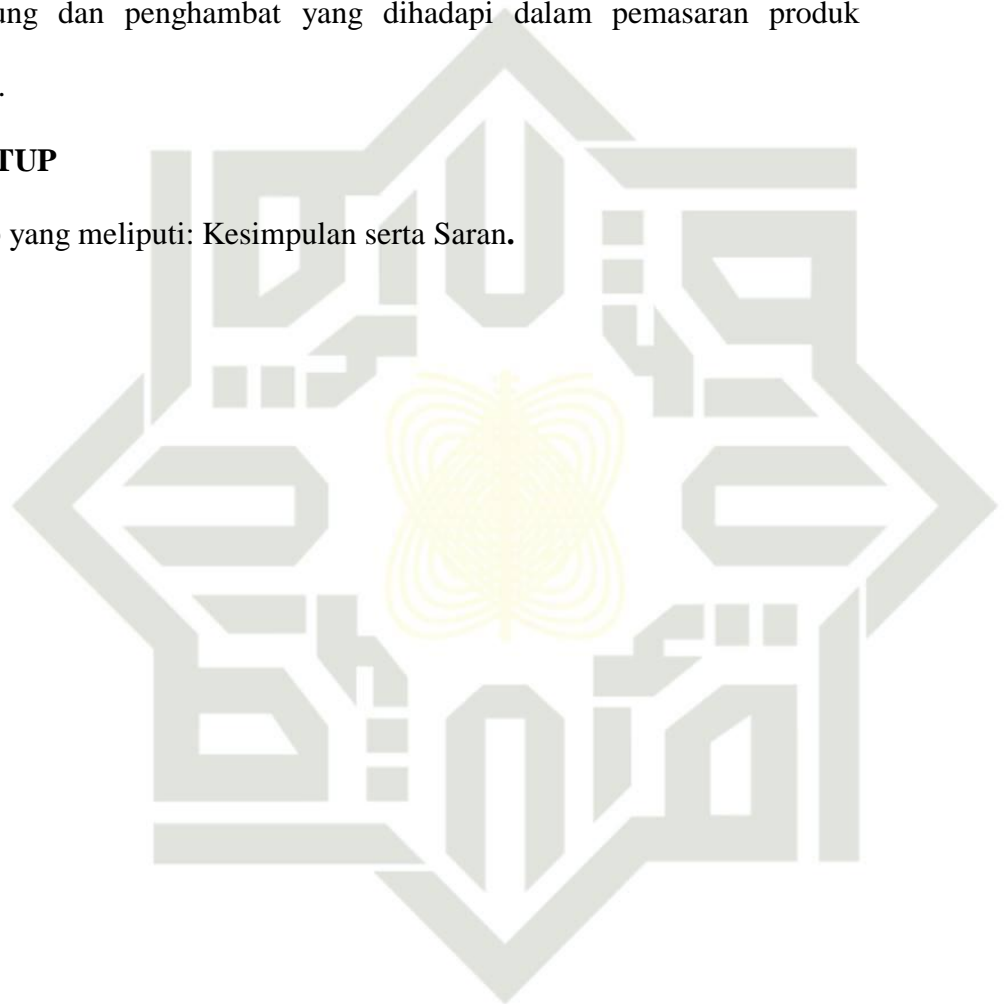 ung dan penghambat yang dihadapi dalam pemasaran produk
.
TUP
yang meliputi: Kesimpulan serta Saran.